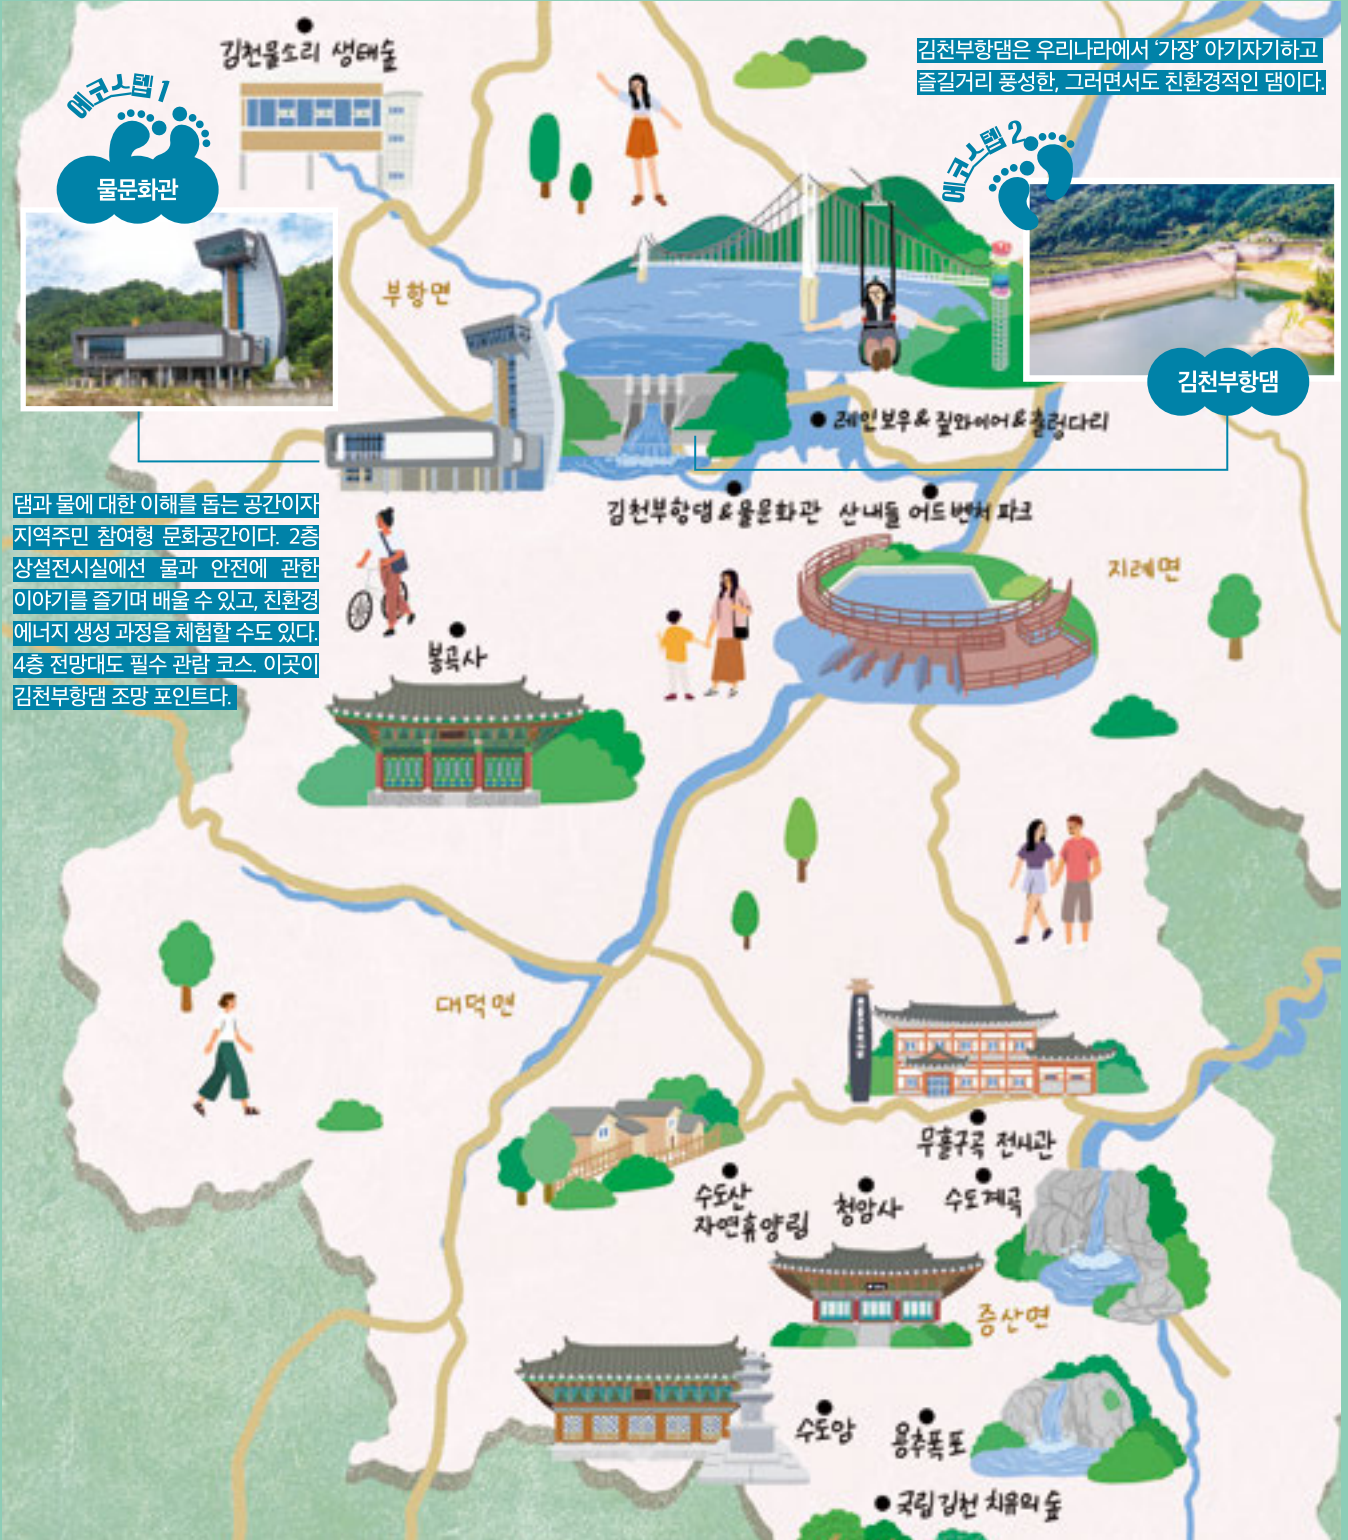 김천물소리 생태숲
에코스텝 1
물문화관
김천부항댐은 우리나라에서 ‘가장’ 아기자기하고
즐길거리 풍성한, 그러면서도 친환경적인 댐이다.
에코스텝 2
김천부항댐
부항면
레인보우&짚와이어&출렁다리
김천부항댐&물문화관
산내들 어드벤처 파크
댐과 물에 대한 이해를 돕는 공간이자
지역주민 참여형 문화공간이다. 2층
상설전시실에선 물과 안전에 관한
이야기를 즐기며 배울 수 있고, 친환경
에너지 생성 과정을 체험할 수도 있다.
4층 전망대도 필수 관람 코스. 이곳이
김천부항댐 조망 포인트다.
지례면
봉곡사
대덕면
무흘구곡 전시관
수도산
자연휴양림
청암사
수도계곡
증산면
수도암
용추폭포
국립김천 치유의 숲